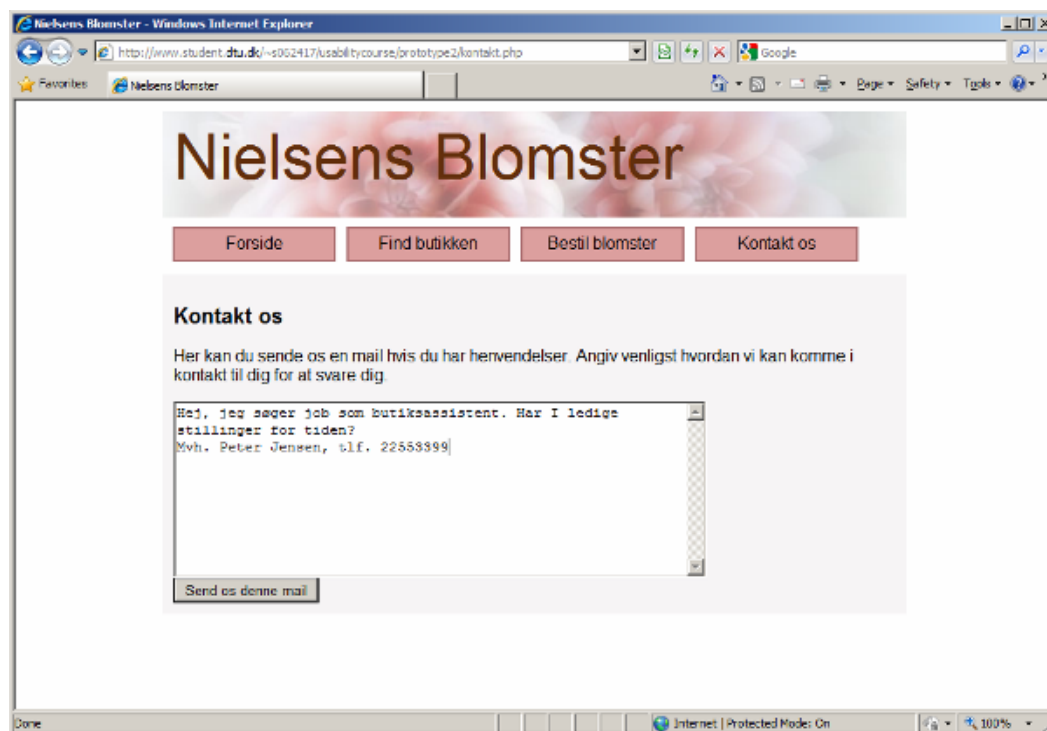 Nielsens Blomster - Windows Internet Explorer
http://www.student.dtu.dk/~s062417/usabilitycourse/prototype2/kontakt.php
Google
Favorites
Nielsens Blomster
Page
Safety
Tools
Nielsens Blomster
Forside
Find butikken
Bestil blomster
Kontakt os
Kontakt os
Her kan du sende os en mail hvis du har henvendelser. Angiv venligst hvordan vi kan komme i
kontakt til dig for at svare dig.
Hej, jeg søger job som butiksassistent. Har I ledige
stillinger for tiden?
Mvh. Peter Jensen, tlf. 22553399
Send os denne mail
Done
Internet | Protected Mode: On
100%